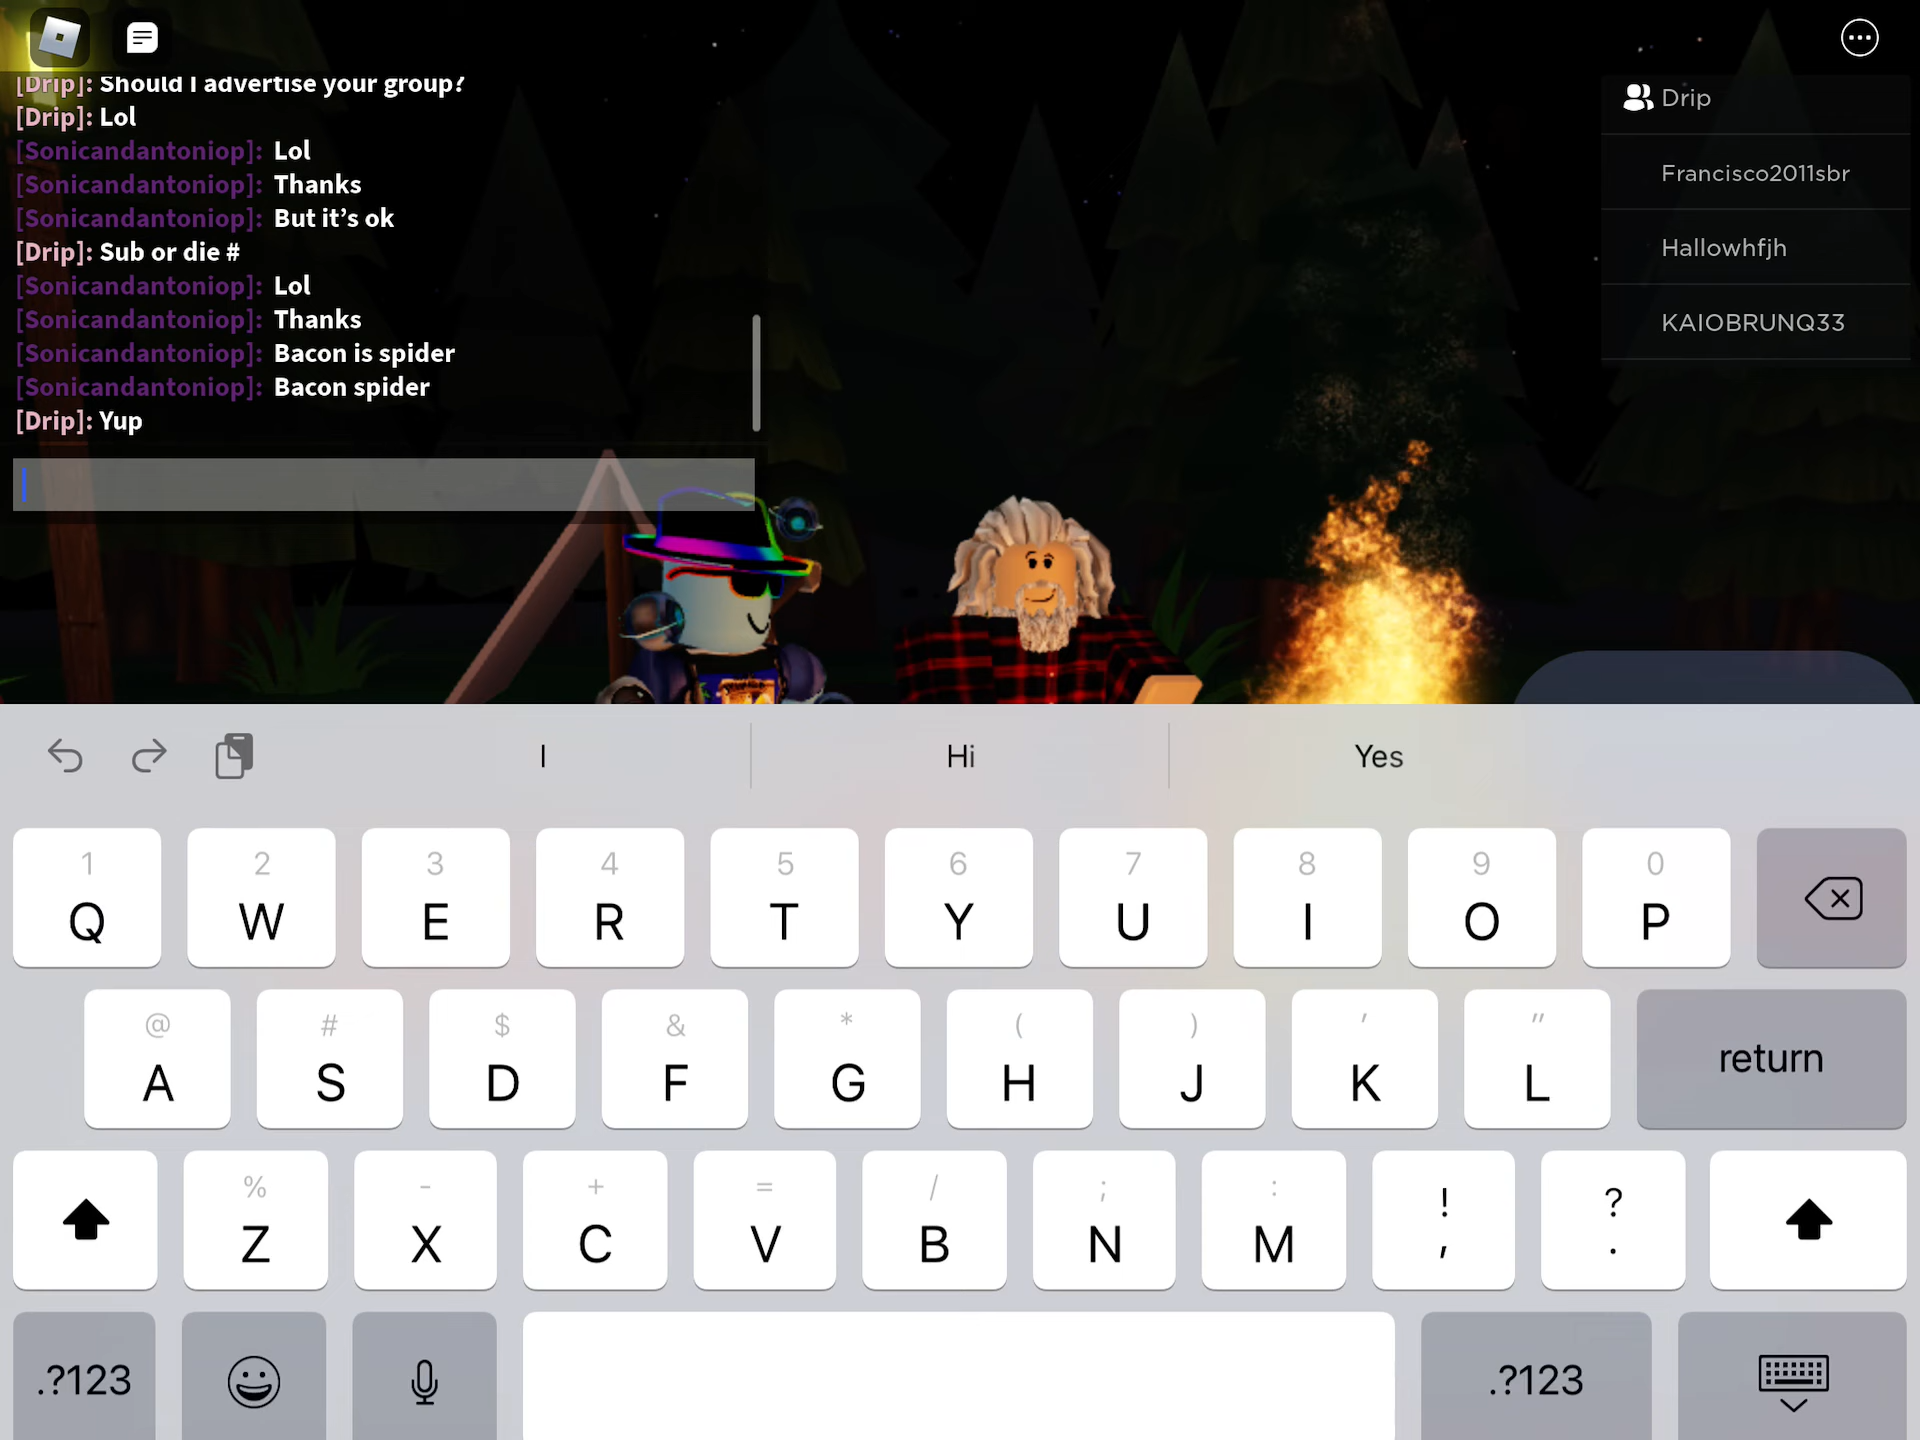 [Drip]: Should I advertise your group?
[Drip]: Lol
[Sonicandantoniop]: Lol
[Sonicandantoniop]: Thanks
[Sonicandantoniop]: But it’s ok
[Drip]: Sub or die #
[Sonicandantoniop]: Lol
[Sonicandantoniop]: Thanks
[Sonicandantoniop]: Bacon is spider
[Sonicandantoniop]: Bacon spider
[Drip]: Yup
Drip
Francisco2011sbr
Hallowhfjh
KAIOBRUNQ33
I Hi Yes
1 2 3 4 5 6 7 8 9 0
Q W E R T Y U I O P
@ # $ & * ( ) ' "
A S D F G H J K L return
% - + = / ; : ! ?
Z X C V B N M , .
.?123 .?123